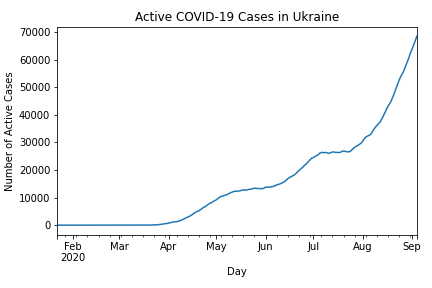 Active COVID-19 Cases in Ukraine
70000
60000
50000
40000
30000
20000
10000
0
Number of Active Cases
Feb Mar Apr May Jun Jul Aug Sep
2020
Day